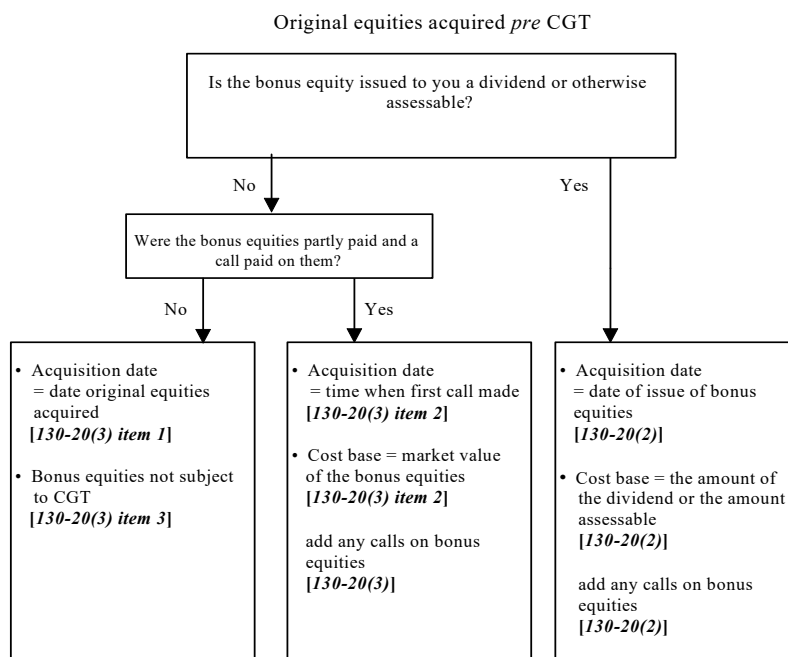 Original equities acquired pre CGT
Is the bonus equity issued to you a dividend or otherwise
assessable?
No
Yes
Were the bonus equities partly paid and a
call paid on them?
No
Yes
• Acquisition date
= date original equities
acquired
[130-20(3) item 1]
• Bonus equities not subject
to CGT
[130-20(3) item 3]
• Acquisition date
= time when first call made
[130-20(3) item 2]
• Cost base = market value
of the bonus equities
[130-20(3) item 2]
add any calls on bonus
equities
[130-20(3)]
• Acquisition date
= date of issue of bonus
equities
[130-20(2)]
• Cost base = the amount of
the dividend or the amount
assessable
[130-20(2)]
add any calls on bonus
equities
[130-20(2)]